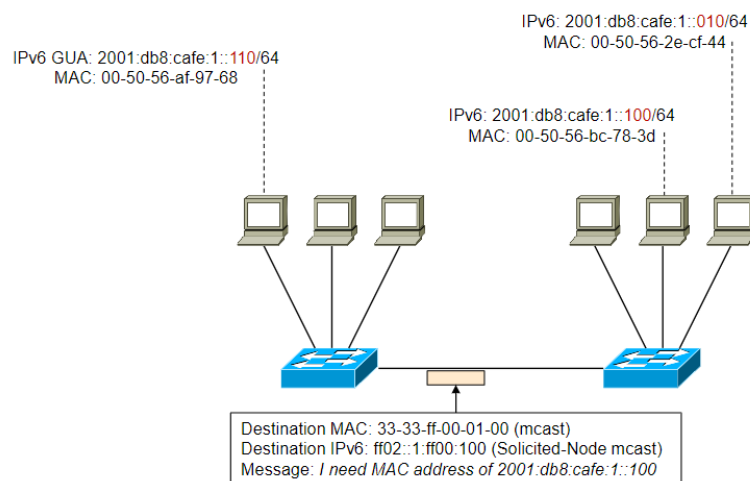 IPv6: 2001:db8:cafe:1::010/64
MAC: 00-50-56-2e-cf-44
IPv6 GUA: 2001:db8:cafe:1::110/64
MAC: 00-50-56-af-97-68
IPv6: 2001:db8:cafe:1::100/64
MAC: 00-50-56-bc-78-3d
Destination MAC: 33-33-ff-00-01-00 (mcast)
Destination IPv6: ff02::1:ff00:100 (Solicited-Node mcast)
Message: I need MAC address of 2001:db8:cafe:1::100